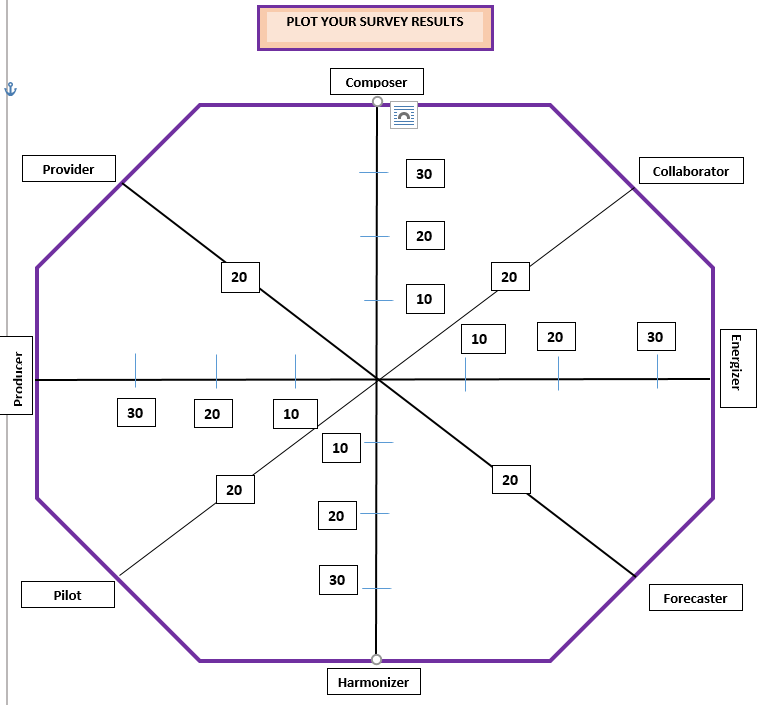 PLOT YOUR SURVEY RESULTS
Composer
Provider
Collaborator
30
20
10
20
20
10
20
30
Producer
Energizer
30
20
10
10
20
30
20
20
Pilot
Forecaster
Harmonizer